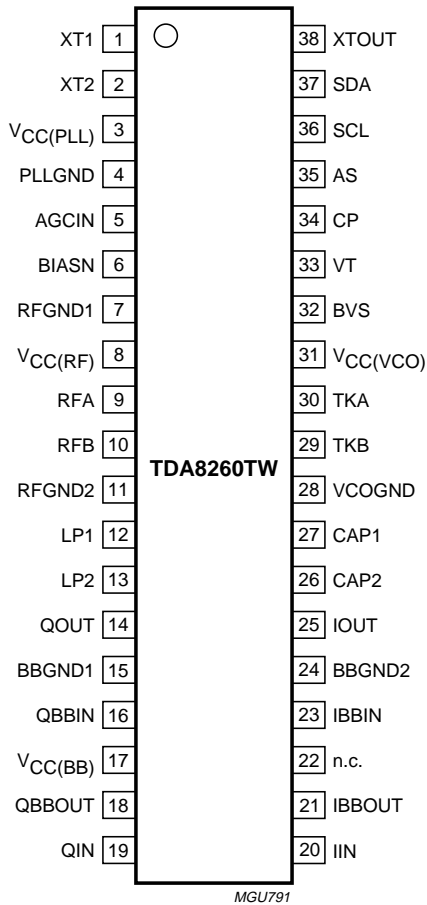 XT1 1 38 XTOUT
XT2 2 37 SDA
VCC(PLL) 3 36 SCL
PLLGND 4 35 AS
AGCIN 5 34 CP
BIASN 6 33 VT
RFGND1 7 32 BVS
VCC(RF) 8 31 VCC(VCO)
RFA 9 30 TKA
RFB 10 29 TKB
TDA8260TW
RFGND2 11 28 VCOGND
LP1 12 27 CAP1
LP2 13 26 CAP2
QOUT 14 25 IOUT
BBGND1 15 24 BBGND2
QBBIN 16 23 IBBIN
VCC(BB) 17 22 n.c.
QBBOUT 18 21 IBBOUT
QIN 19 20 IIN
MGU791